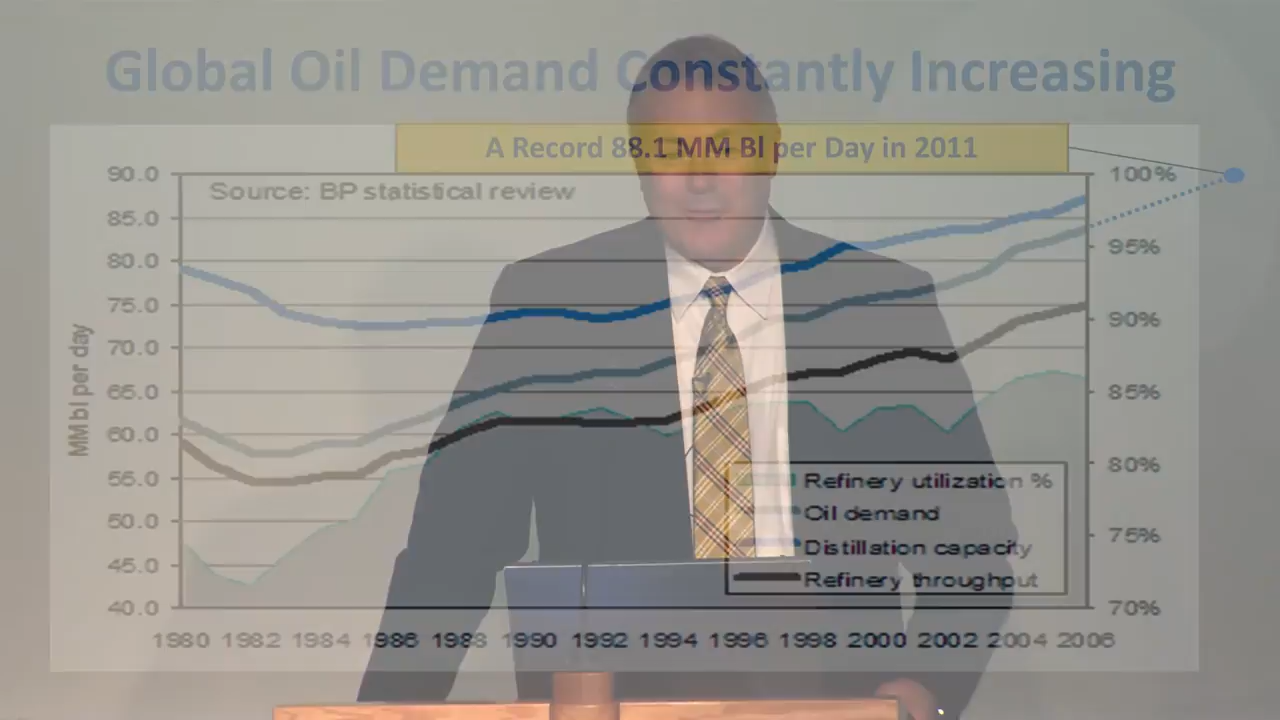 Global Oil Demand Constantly Increasing
A Record 88.1 MM Bl per Day in 2011
90.0
100%
Source: BP statistical review
85.0
95%
80.0
75.0
90%
70.0
65.0
85%
60.0
80%
55.0
50.0
75%
45.0
40.0
70%
MM bl per day
Refinery utilization %
Oil demand
Distillation capacity
Refinery throughput
1980 1982 1984 1986 1988 1990 1992 1994 1996 1998 2000 2002 2004 2006